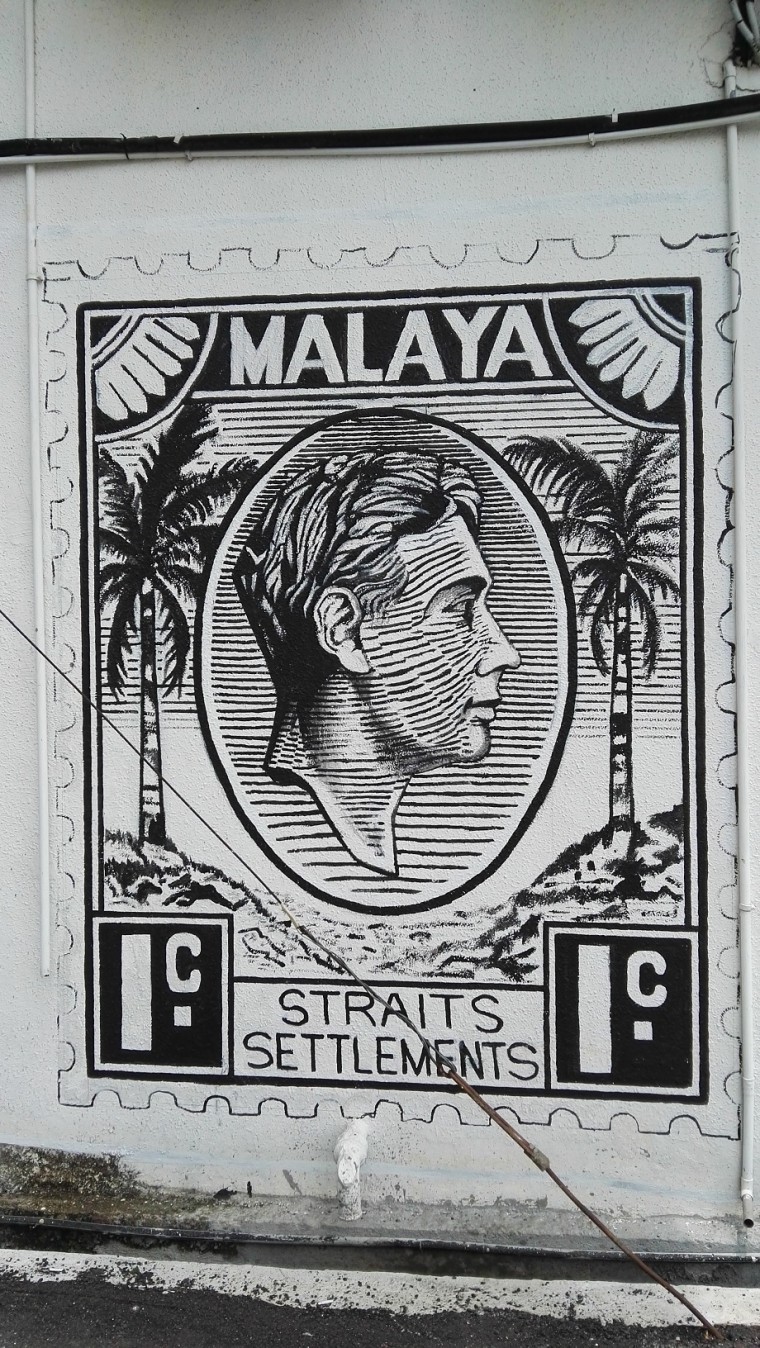 MALAYA
1c.
STRAITS
SETTLEMENTS
1c.